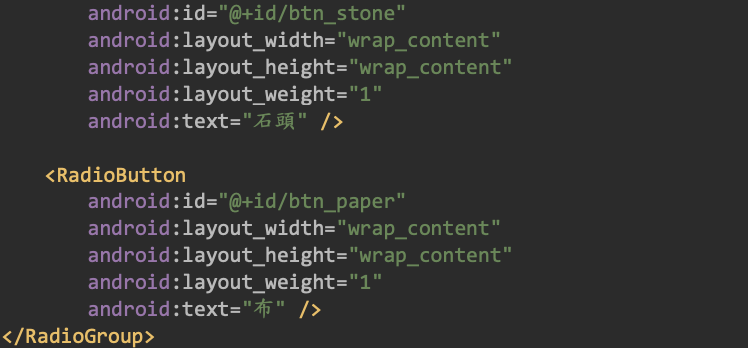 android:id="@+id/btn_stone"
android:layout_width="wrap_content"
android:layout_height="wrap_content"
android:layout_weight="1"
android:text="石頭" />
<RadioButton
android:id="@+id/btn_paper"
android:layout_width="wrap_content"
android:layout_height="wrap_content"
android:layout_weight="1"
android:text="布" />
</RadioGroup>